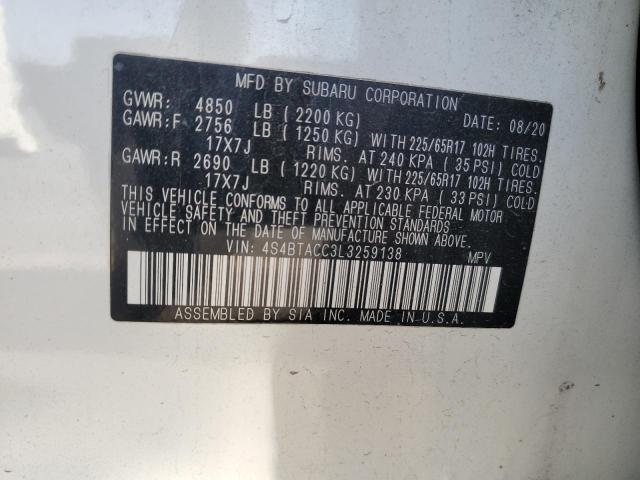 MFD BY SUBARU CORPORATION
GVWR: 4850 LB ( 2200 KG) DATE: 08/20
GAWR:F 2756 LB ( 1250 KG) WITH 225/65R17 102H TIRES.
17X7J RIMS. AT 240 KPA ( 35 PSI) COLD
GAWR:R 2690 LB ( 1220 KG) WITH 225/65R17 102H TIRES.
17X7J RIMS. AT 230 KPA ( 33 PSI) COLD
THIS VEHICLE CONFORMS TO ALL APPLICABLE FEDERAL MOTOR
VEHICLE SAFETY AND THEFT PREVENTION STANDARDS
IN EFFECT ON THE DATE OF MANUFACTURE SHOWN ABOVE.
VIN: 4S4BTACC3L3259138 MPV
ASSEMBLED BY SIA INC. MADE IN U.S.A.